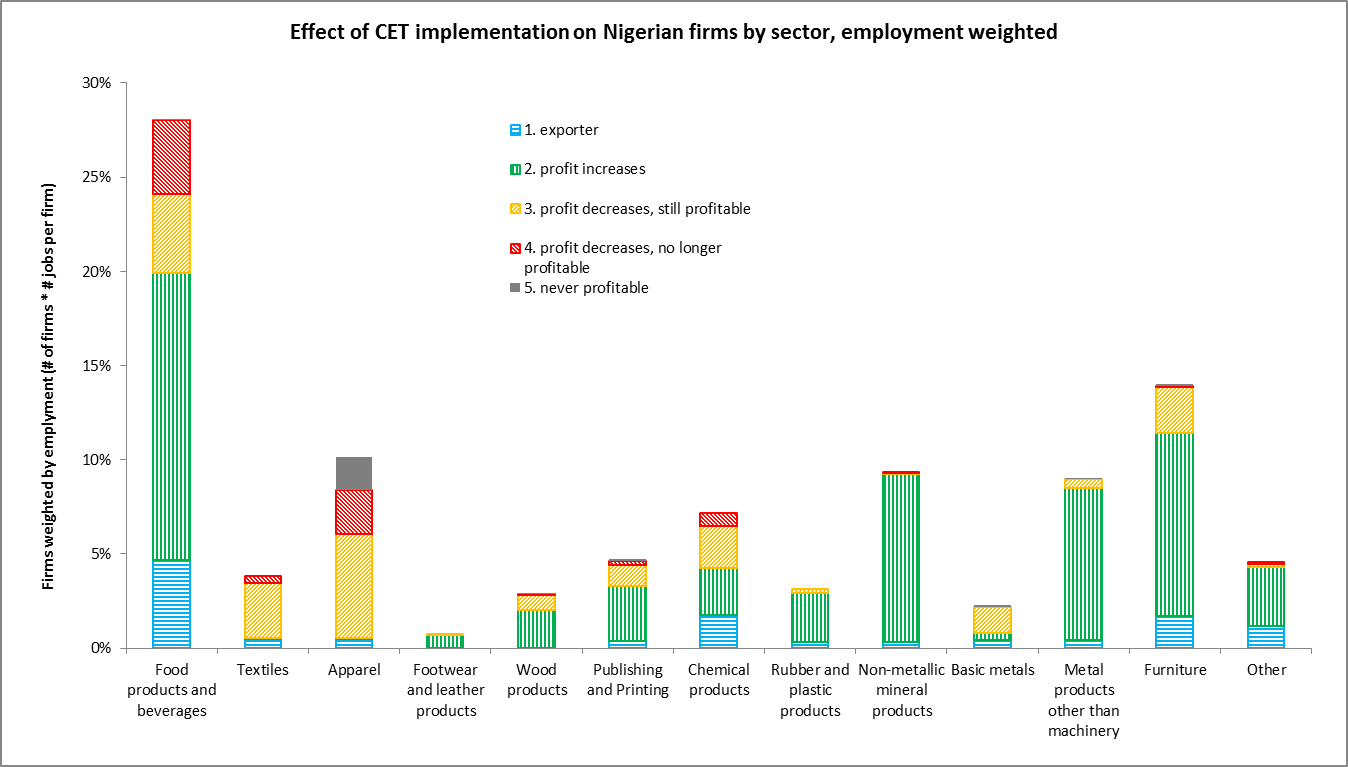 Effect of CET implementation on Nigerian firms by sector, employment weighted
Firms weighted by emplyment (# of firms * # jobs per firm)
30%
25%
20%
15%
10%
5%
0%
1. exporter
2. profit increases
3. profit decreases, still profitable
4. profit decreases, no longer
profitable
5. never profitable
Food
products and
beverages
Textiles
Apparel
Footwear
and leather
products
Wood
products
Publishing
and Printing
Chemical
products
Rubber and
plastic
products
Non-metallic
mineral
products
Basic metals
Metal
products
other than
machinery
Furniture
Other